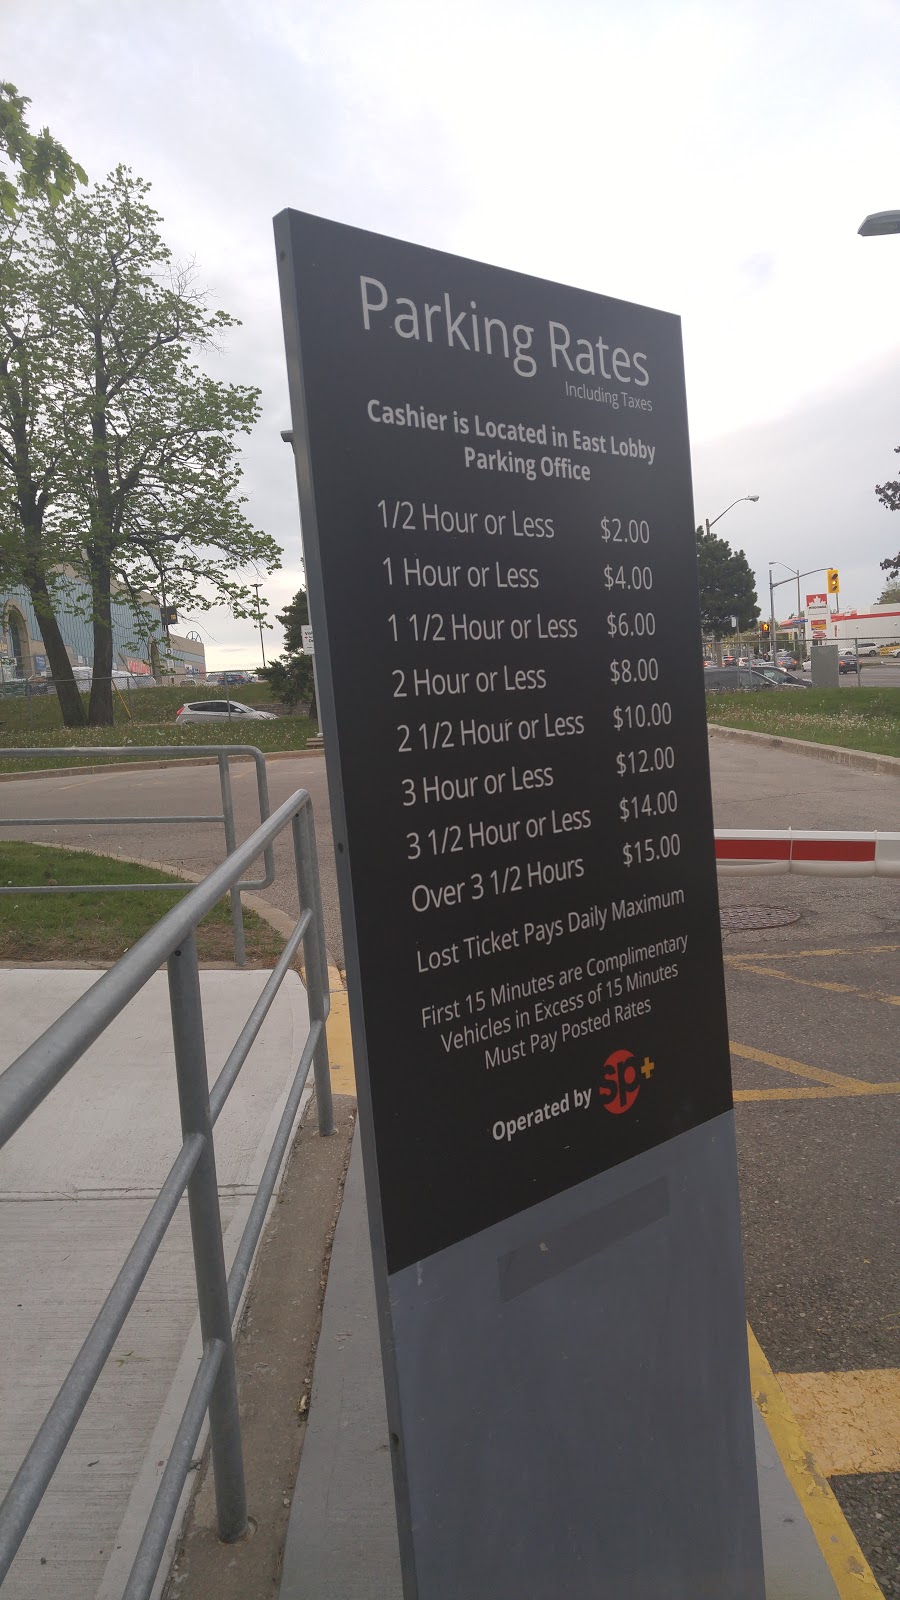 Parking Rates
Including Taxes
Cashier is Located in East Lobby
Parking Office
1/2 Hour or Less $2.00
1 Hour or Less $4.00
1 1/2 Hour or Less $6.00
2 Hour or Less $8.00
2 1/2 Hour or Less $10.00
3 Hour or Less $12.00
3 1/2 Hour or Less $14.00
Over 3 1/2 Hours $15.00
Lost Ticket Pays Daily Maximum
First 15 Minutes are Complimentary
Vehicles in Excess of 15 Minutes
Must Pay Posted Rates
Operated by sp+